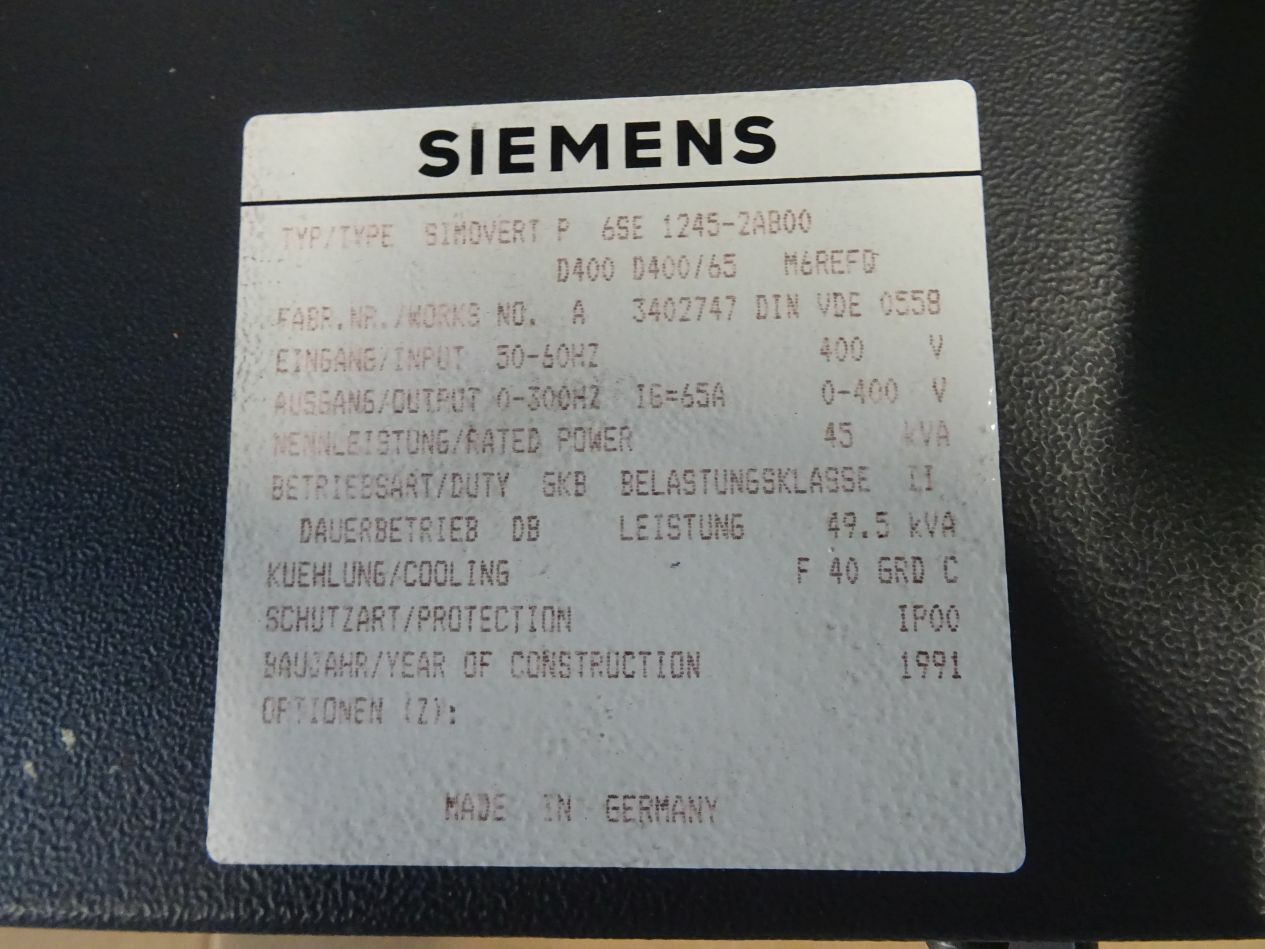 SIEMENS
TYP/TYPE SIMOVERT P 6SE 1245-2AB00
D400 D400/65 M6REFD
FABR.NR./WORKS NO. A 3402747 DIN VDE 0558
EINGANG/INPUT 50-60HZ 400 V
AUSGANG/OUTPUT 0-300HZ IG=65A 0-400 V
NENNLEISTUNG/RATED POWER 45 kVA
BETRIEBSART/DUTY GKB BELASTUNGSKLASSE II
DAUERBETRIEB DB LEISTUNG 49.5 kVA
KUEHLUNG/COOLING F 40 GRD C
SCHUTZART/PROTECTION IP00
BAUJAHR/YEAR OF CONSTRUCTION 1991
OPTIONEN (Z):
MADE IN GERMANY